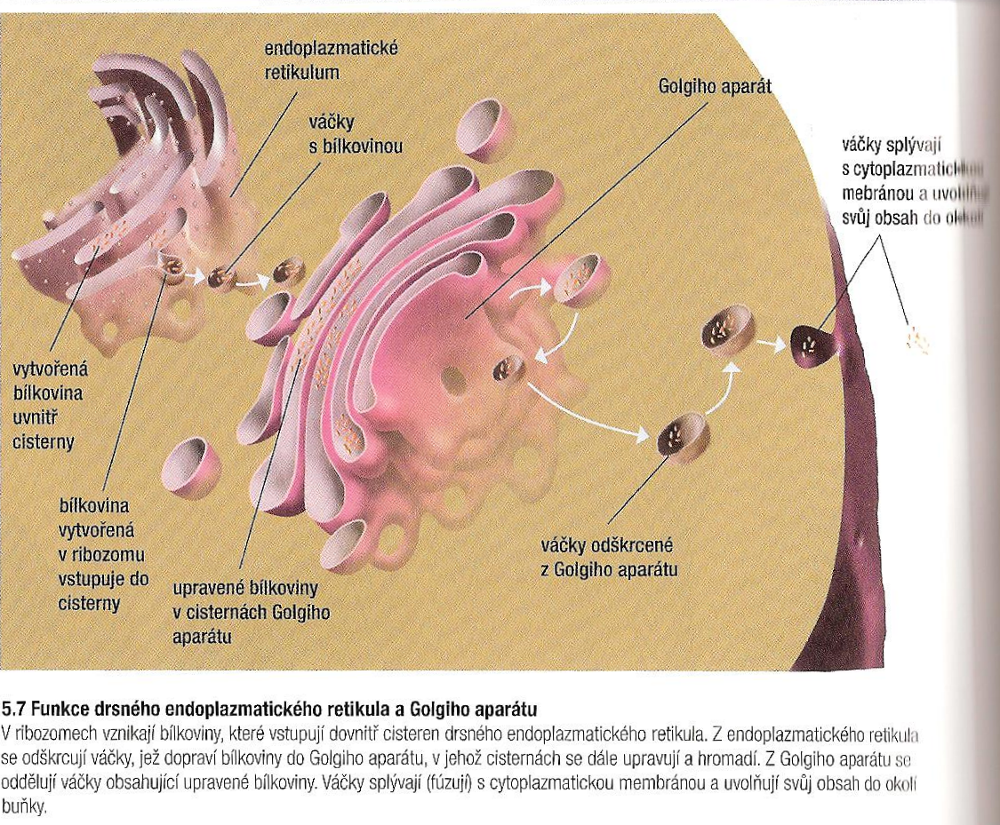 endoplazmatické
retikulum
Golgiho aparát
váčky
s bílkovinou
váčky splývají
s cytoplazmatickou
mebránou a uvolňují
svůj obsah do okolí
vytvořená
bílkovina
uvnitř
cisterny
bílkovina
vytvořená
v ribozomu
vstupuje do
cisterny
upravené bílkoviny
v cisternách Golgiho
aparátu
váčky odškrcené
z Golgiho aparátu
5.7 Funkce drsného endoplazmatického retikula a Golgiho aparátu
V ribozomech vznikají bílkoviny, které vstupují dovnitř cisteren drsného endoplazmatického retikula. Z endoplazmatického retikula
se odškrcují váčky, jež dopraví bílkoviny do Golgiho aparátu, v jehož cisternách se dále upravují a hromadí. Z Golgiho aparátu se
oddělují váčky obsahující upravené bílkoviny. Váčky splývají (fúzují) s cytoplazmatickou membránou a uvolňují svůj obsah do okolí
buňky.